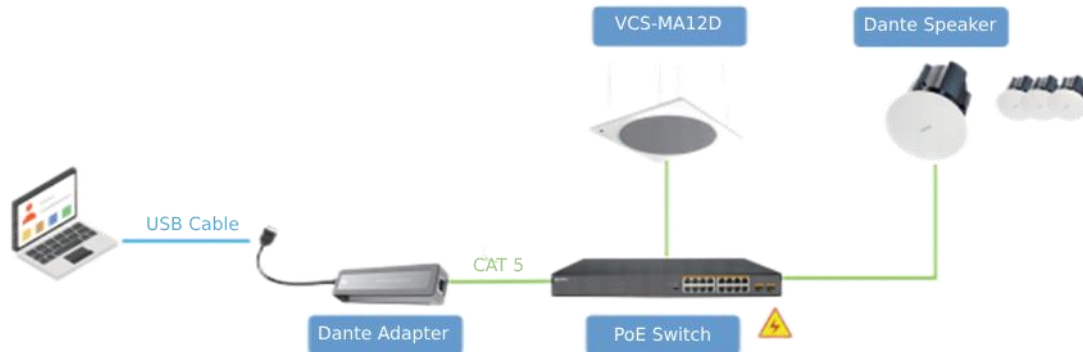 VCS-MA12D
Dante Speaker
USB Cable
CAT 5
Dante Adapter
PoE Switch